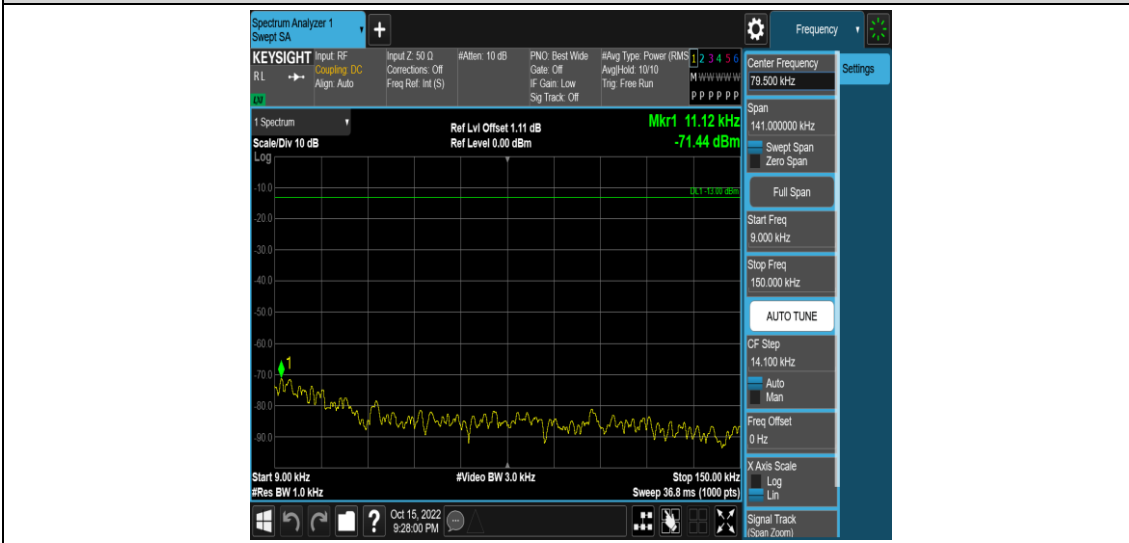 Spectrum Analyzer 1
Swept SA
+
Frequency
KEYSIGHT
RL
LXI
Input: RF
Coupling: DC
Align: Auto
Input Z: 50 Ω
Corrections: Off
Freq Ref: Int (S)
#Atten: 10 dB
PNO: Best Wide
Gate: Off
IF Gain: Low
Sig Track: Off
#Avg Type: Power (RMS
Avg|Hold: 10/10
Trig: Free Run
1 2 3 4 5 6
M W W W W W
P P P P P P
1 Spectrum
Scale/Div 10 dB
Log
Ref Lvl Offset 1.11 dB
Ref Level 0.00 dBm
Mkr1 11.12 kHz
-71.44 dBm
DL1 -13.00 dBm
-10.0
-20.0
-30.0
-40.0
-50.0
-60.0
-70.0
-80.0
-90.0
1
Start 9.00 kHz
#Res BW 1.0 kHz
#Video BW 3.0 kHz
Stop 150.00 kHz
Sweep 36.8 ms (1000 pts)
?
Oct 15, 2022
9:28:00 PM
Center Frequency
79.500 kHz
Settings
Span
141.000000 kHz
Swept Span
Zero Span
Full Span
Start Freq
9.000 kHz
Stop Freq
150.000 kHz
AUTO TUNE
CF Step
14.100 kHz
Auto
Man
Freq Offset
0 Hz
X Axis Scale
Log
Lin
Signal Track
(Span Zoom)